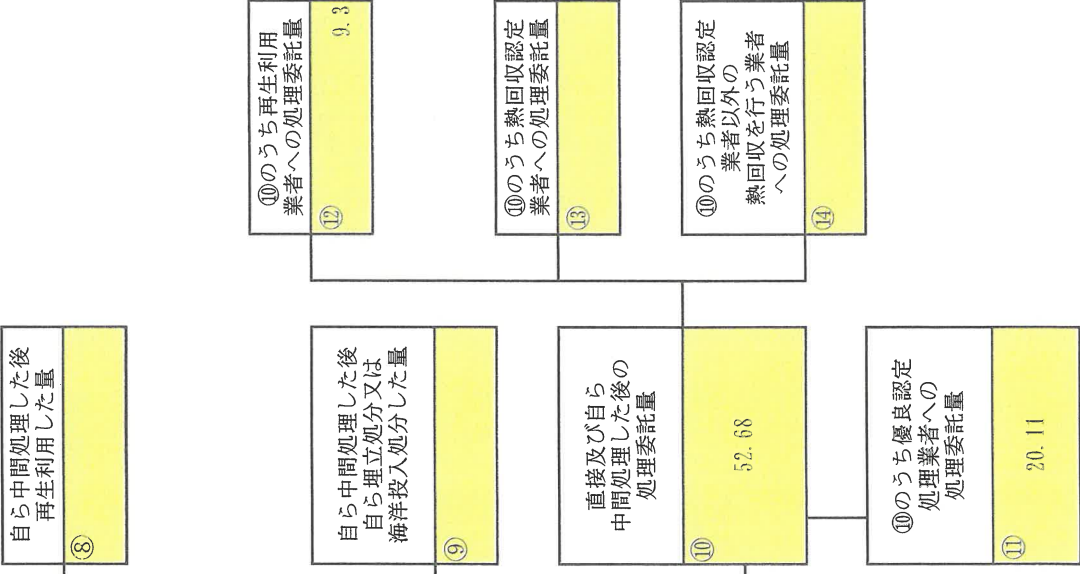 自ら中間処理した後
再生利用した量
⑧
自ら中間処理した後
自ら埋立処分又は
海洋投入処分した量
⑨
直接及び自ら
中間処理した後の
処理委託量
⑩
52.68
⑩のうち優良認定
処理業者への
処理委託量
⑪
20.11
⑩のうち再生利用
業者への処理委託量
⑫
9.3
⑩のうち熱回収認定
業者への処理委託量
⑬
⑩のうち熱回収認定
業者以外の
熱回収を行う業者
への処理委託量
⑭